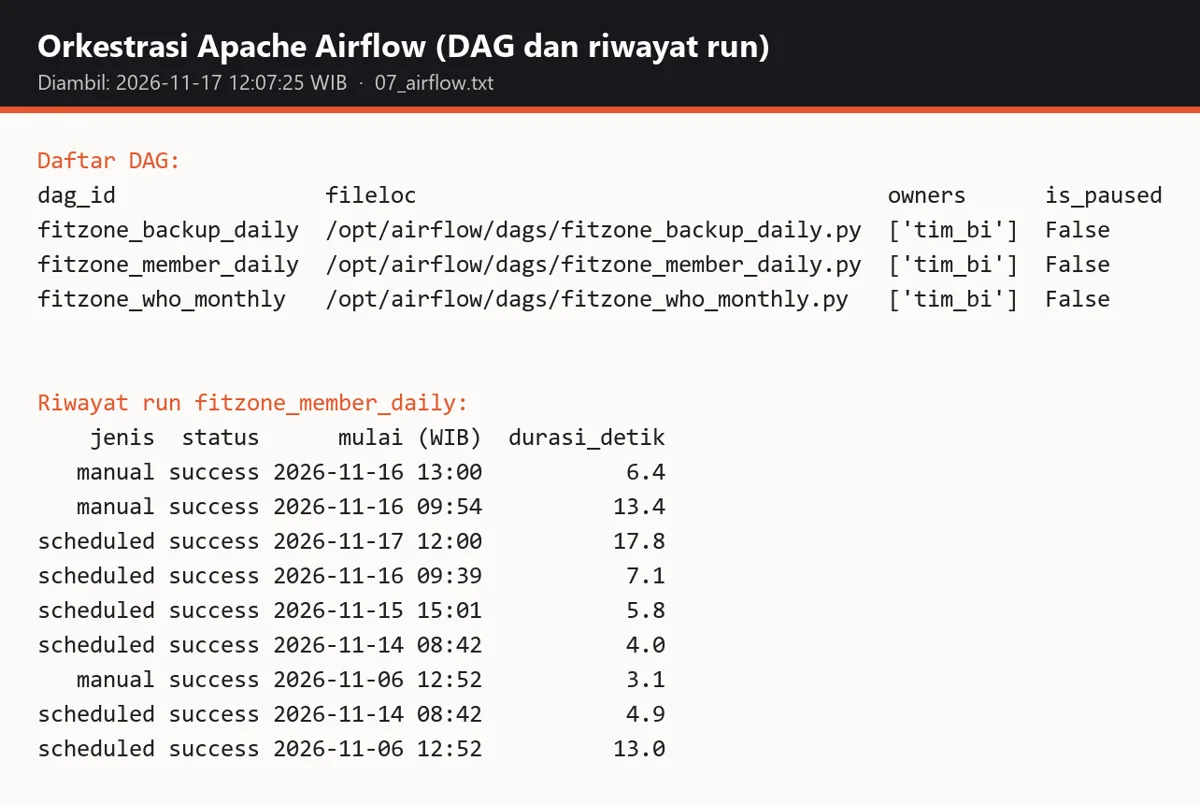 Orkestrasi Apache Airflow (DAG dan riwayat run)
Diambil: 2026-11-17 12:07:25 WIB · 07_airflow.txt
Daftar DAG:
dag_id fileloc owners is_paused
fitzone_backup_daily /opt/airflow/dags/fitzone_backup_daily.py ['tim_bi'] False
fitzone_member_daily /opt/airflow/dags/fitzone_member_daily.py ['tim_bi'] False
fitzone_who_monthly /opt/airflow/dags/fitzone_who_monthly.py ['tim_bi'] False
Riwayat run fitzone_member_daily:
jenis status mulai (WIB) durasi_detik
manual success 2026-11-16 13:00 6.4
manual success 2026-11-16 09:54 13.4
scheduled success 2026-11-17 12:00 17.8
scheduled success 2026-11-16 09:39 7.1
scheduled success 2026-11-15 15:01 5.8
scheduled success 2026-11-14 08:42 4.0
manual success 2026-11-06 12:52 3.1
scheduled success 2026-11-14 08:42 4.9
scheduled success 2026-11-06 12:52 13.0